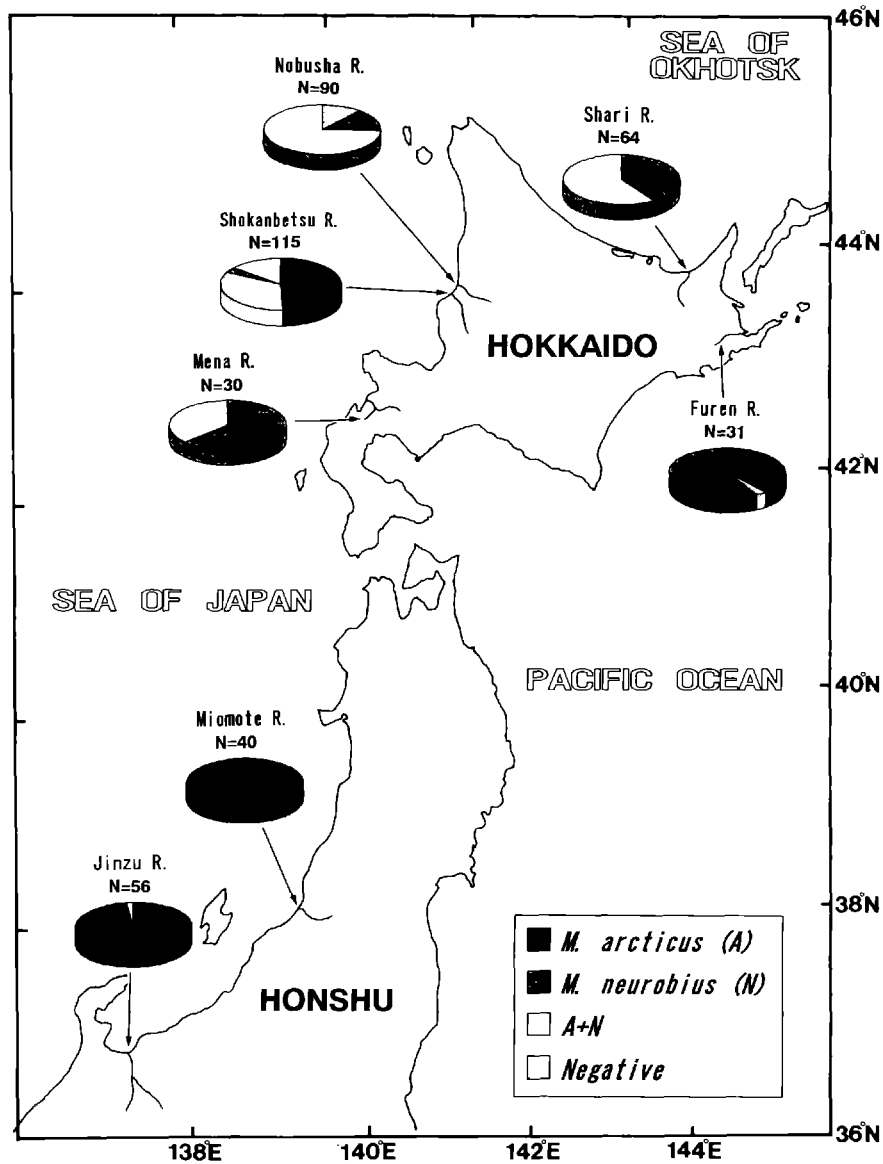 46°N
SEA OF
OKHOTSK
Nobusha R.
N=90
Shari R.
N=64
44°N
Shokanbetsu R.
N=115
HOKKAIDO
Mena R.
N=30
Furen R.
N=31
42°N
SEA OF JAPAN
PACIFIC OCEAN
40°N
Miomote R.
N=40
38°N
Jinzu R.
N=56
HONSHU
M. arcticus (A)
M. neurobius (N)
A+N
Negative
36°N
138°E
140°E
142°E
144°E